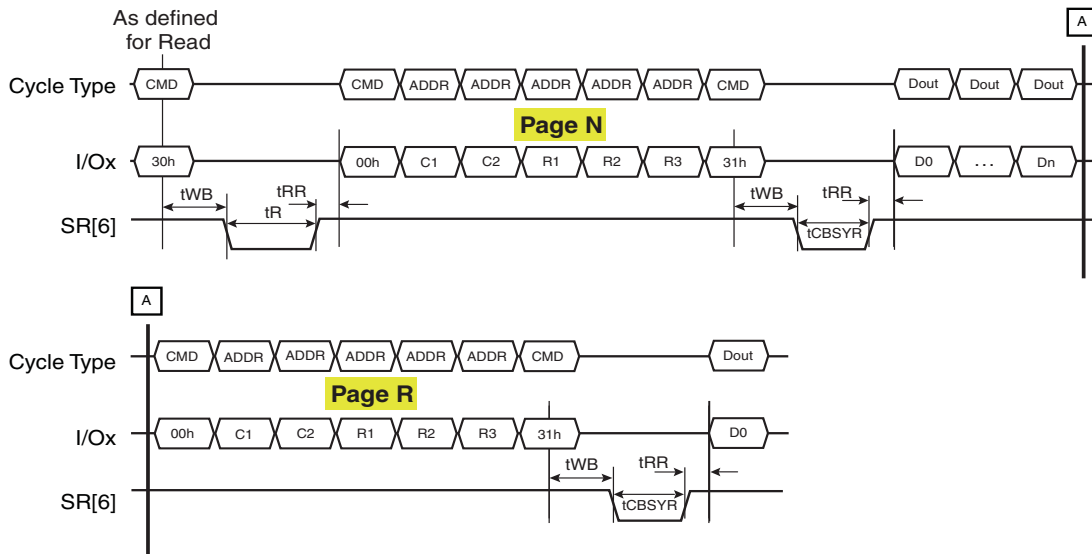 As defined
for Read
A
Cycle Type CMD CMD ADDR ADDR ADDR ADDR ADDR CMD Dout Dout Dout
Page N
I/Ox 30h 00h C1 C2 R1 R2 R3 31h D0 ... Dn
tWB tRR tWB tRR
tR
SR[6] tCBSYR
A
Cycle Type CMD ADDR ADDR ADDR ADDR ADDR CMD Dout
Page R
I/Ox 00h C1 C2 R1 R2 R3 31h D0
tWB tRR
SR[6] tCBSYR